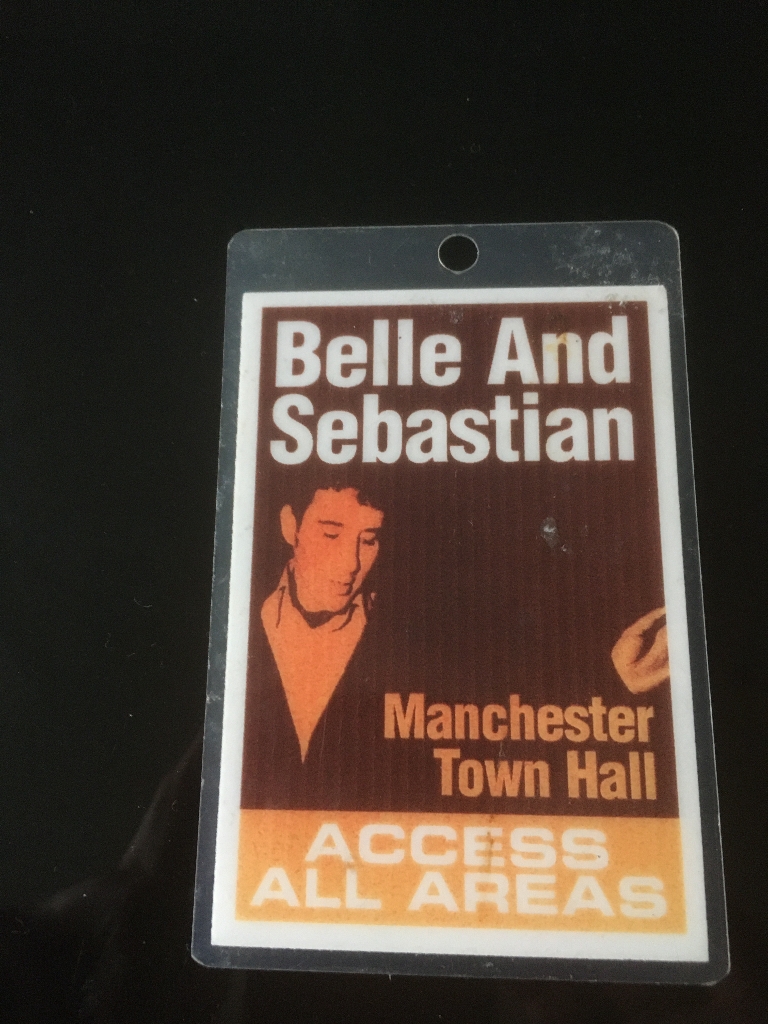 Belle And
Sebastian
Manchester
Town Hall
ACCESS
ALL AREAS